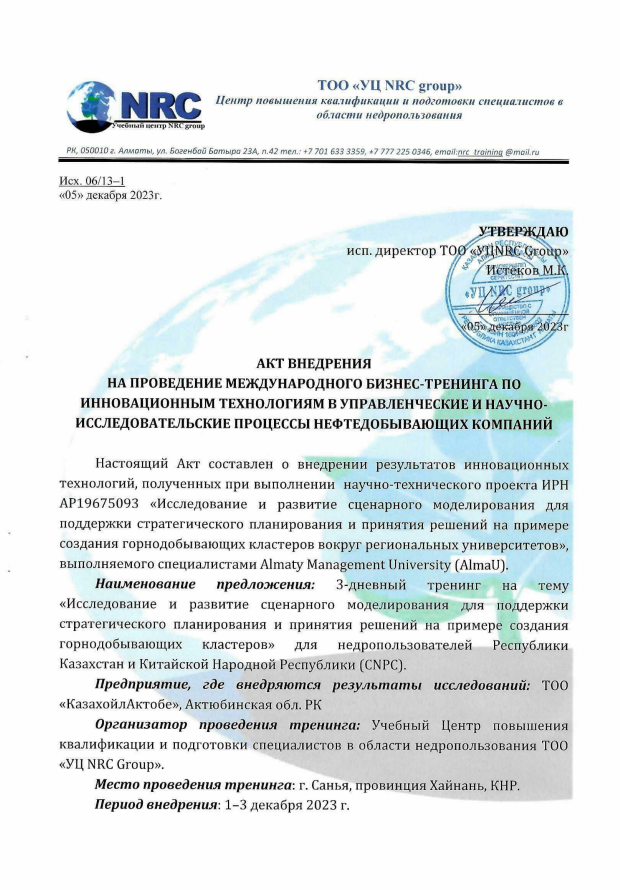 ТОО «УЦ NRC group»
Центр повышения квалификации и подготовки специалистов в
области недропользования
NRC
Учебный центр NRC group
РК, 050010 г. Алматы, ул. Богенбай Батыра 23А, п.42 тел.: +7 701 633 3359, +7 777 225 0346, email:nrc_training @mail.ru
Исх. 06/13–1
«05» декабря 2023г.
УТВЕРЖДАЮ
исп. директор ТОО «УЦNRC Group»
Истеков М.К.
«УЦ NRC group»
«05» декабря 2023г
АКТ ВНЕДРЕНИЯ
НА ПРОВЕДЕНИЕ МЕЖДУНАРОДНОГО БИЗНЕС-ТРЕНИНГА ПО
ИННОВАЦИОННЫМ ТЕХНОЛОГИЯМ В УПРАВЛЕНЧЕСКИЕ И НАУЧНО-
ИССЛЕДОВАТЕЛЬСКИЕ ПРОЦЕССЫ НЕФТЕДОБЫВАЮЩИХ КОМПАНИЙ
Настоящий Акт составлен о внедрении результатов инновационных
технологий, полученных при выполнении научно-технического проекта ИРН
АР19675093 «Исследование и развитие сценарного моделирования для
поддержки стратегического планирования и принятия решений на примере
создания горнодобывающих кластеров вокруг региональных университетов»,
выполняемого специалистами Almaty Management University (AlmaU).
Наименование предложения: 3-дневный тренинг на тему
«Исследование и развитие сценарного моделирования для поддержки
стратегического планирования и принятия решений на примере создания
горнодобывающих кластеров» для недропользователей Республики
Казахстан и Китайской Народной Республики (CNPC).
Предприятие, где внедряются результаты исследований: ТОО
«КазахойлАктобе», Актюбинская обл. РК
Организатор проведения тренинга: Учебный Центр повышения
квалификации и подготовки специалистов в области недропользования ТОО
«УЦ NRC Group».
Место проведения тренинга: г. Санья, провинция Хайнань, КНР.
Период внедрения: 1–3 декабря 2023 г.